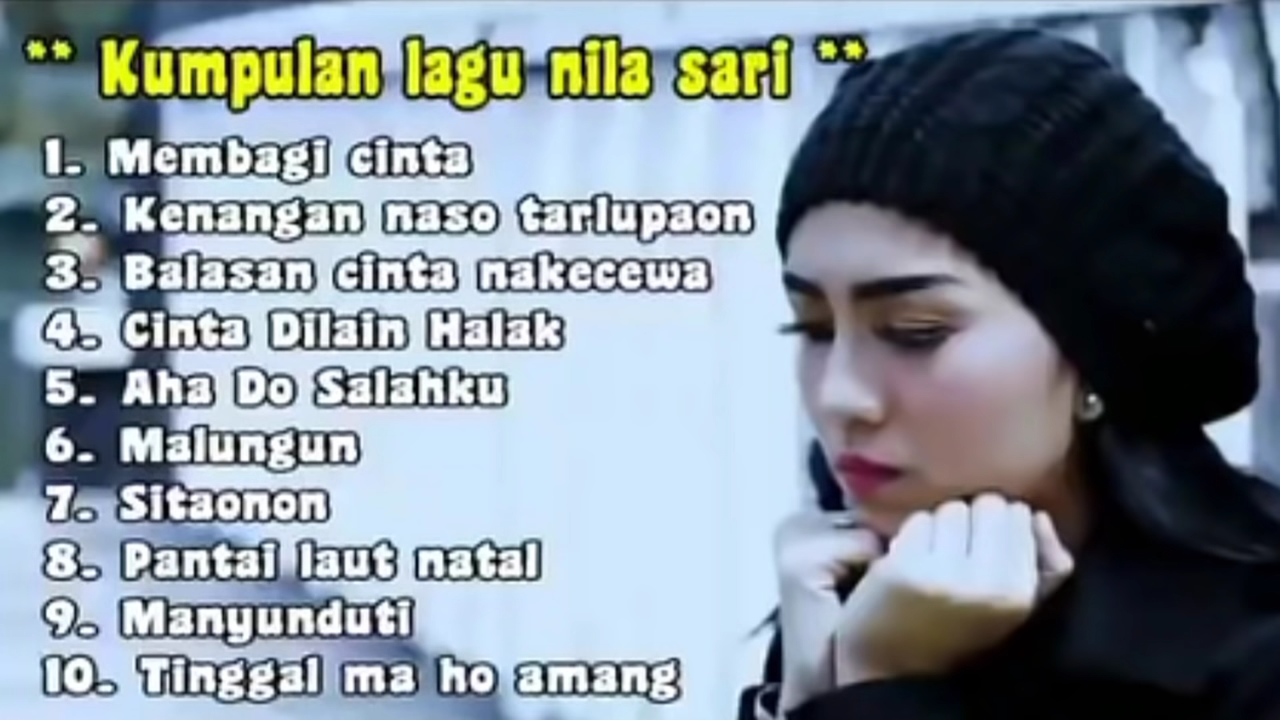 ** Kumpulan lagu nila sari **
1. Membagi cinta
2. Kenangan naso tarlupaon
3. Balasan cinta nakecewa
4. Cinta Dilain Halak
5. Aha Do Salahku
6. Malungun
7. Sitaonon
8. Pantai laut natal
9. Manyunduti
10. Tinggal ma ho amang